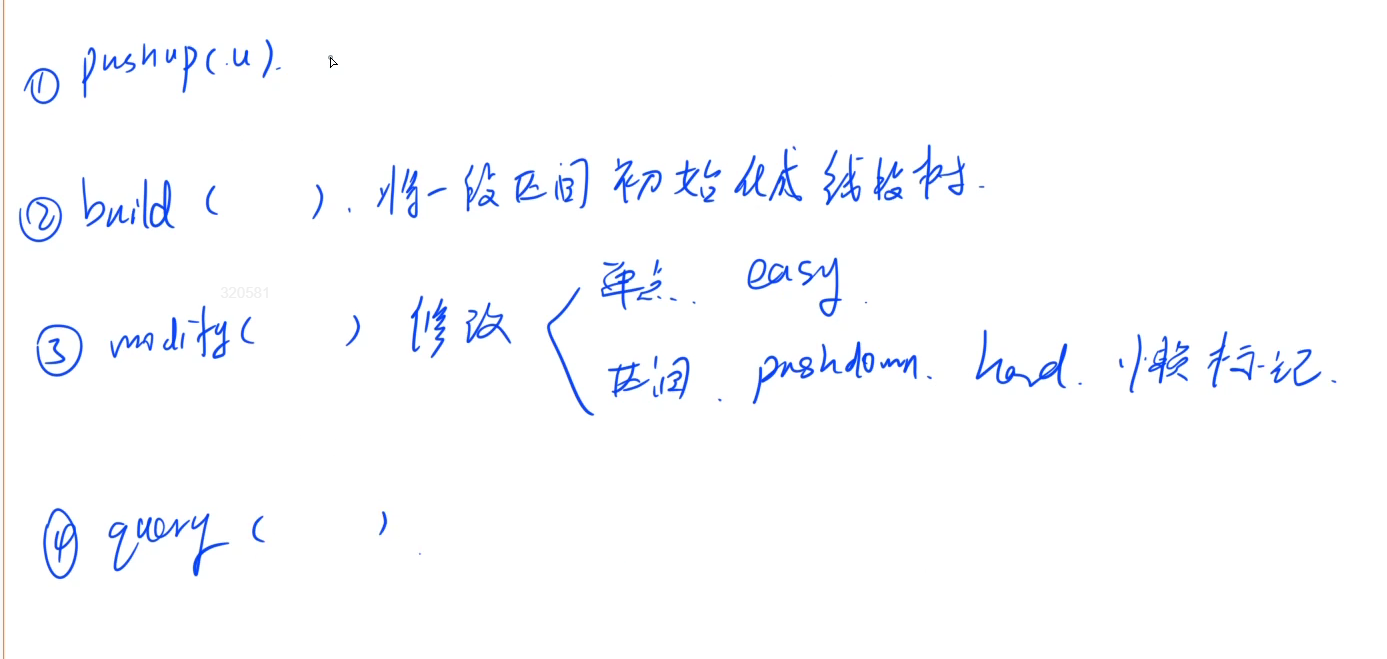 ① pushup(u).
② build ( ). 将一段区间初始化成线段树.
320581
③ modify( ) 修改 单点. easy.
区间. pushdown. hard. 懒标记.
④ query ( )